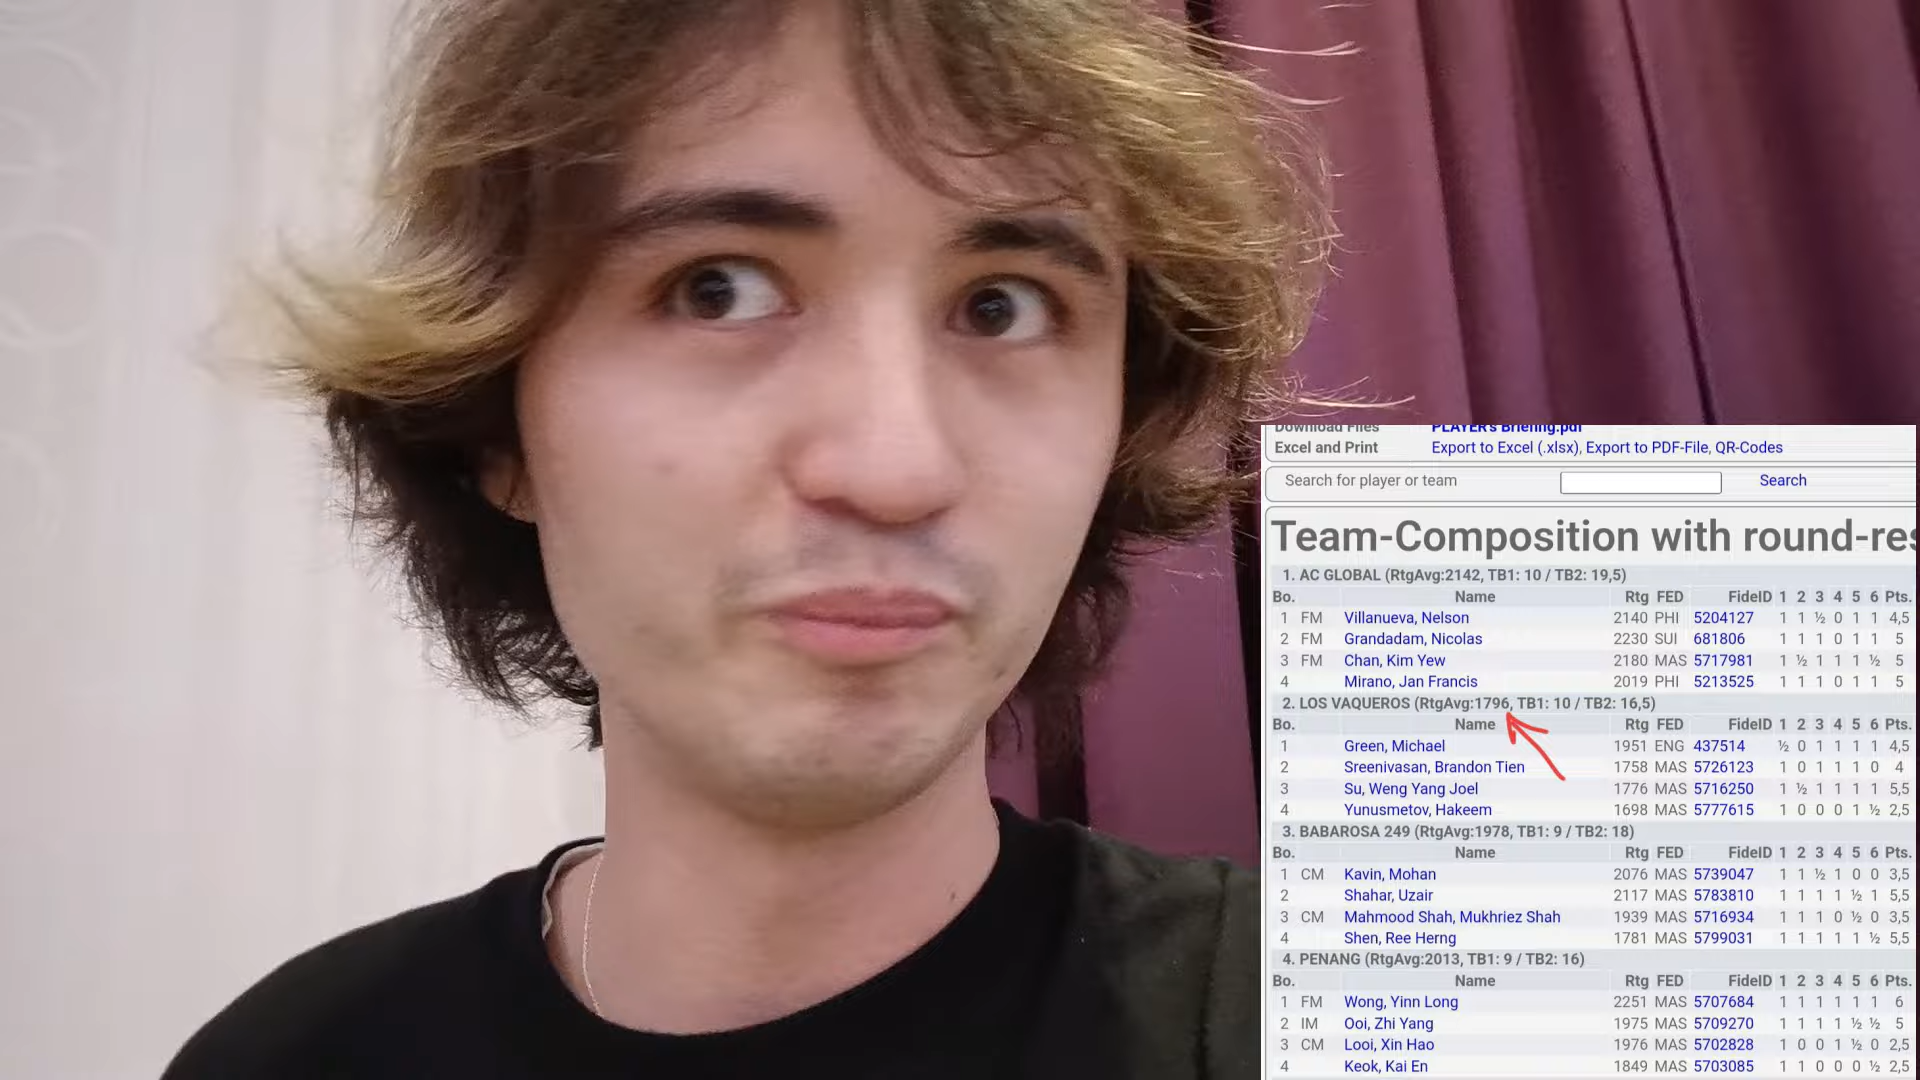 Download Files PLAYER's Briefing.pdf
Excel and Print Export to Excel (.xlsx), Export to PDF-File, QR-Codes
Search for player or team Search
Team-Composition with round-res
1. AC GLOBAL (RtgAvg:2142, TB1: 10 / TB2: 19,5)
Bo. Name Rtg FED FideID 1 2 3 4 5 6 Pts.
1 FM Villanueva, Nelson 2140 PHI 5204127 1 1 ½ 0 1 1 4,5
2 FM Grandadam, Nicolas 2230 SUI 681806 1 1 1 0 1 1 5
3 FM Chan, Kim Yew 2180 MAS 5717981 1 ½ 1 1 1 ½ 5
4 Mirano, Jan Francis 2019 PHI 5213525 1 1 1 0 1 1 5
2. LOS VAQUEROS (RtgAvg:1796, TB1: 10 / TB2: 16,5)
Bo. Name Rtg FED FideID 1 2 3 4 5 6 Pts.
1 Green, Michael 1951 ENG 437514 ½ 0 1 1 1 1 4,5
2 Sreenivasan, Brandon Tien 1758 MAS 5726123 1 0 1 1 1 0 4
3 Su, Weng Yang Joel 1776 MAS 5716250 1 ½ 1 1 1 1 5,5
4 Yunusmetov, Hakeem 1698 MAS 5777615 1 0 0 0 1 ½ 2,5
3. BABAROSA 249 (RtgAvg:1978, TB1: 9 / TB2: 18)
Bo. Name Rtg FED FideID 1 2 3 4 5 6 Pts.
1 CM Kavin, Mohan 2076 MAS 5739047 1 1 ½ 1 0 0 3,5
2 Shahar, Uzair 2117 MAS 5783810 1 1 1 1 ½ 1 5,5
3 CM Mahmood Shah, Mukhriez Shah 1939 MAS 5716934 1 1 1 0 ½ 0 3,5
4 Shen, Ree Herng 1781 MAS 5799031 1 1 1 1 1 ½ 5,5
4. PENANG (RtgAvg:2013, TB1: 9 / TB2: 16)
Bo. Name Rtg FED FideID 1 2 3 4 5 6 Pts.
1 FM Wong, Yinn Long 2251 MAS 5707684 1 1 1 1 1 1 6
2 IM Ooi, Zhi Yang 1975 MAS 5709270 1 1 1 1 ½ ½ 5
3 CM Looi, Xin Hao 1976 MAS 5702828 1 0 0 1 ½ 0 2,5
4 Keok, Kai En 1849 MAS 5703085 1 1 0 0 0 ½ 2,5